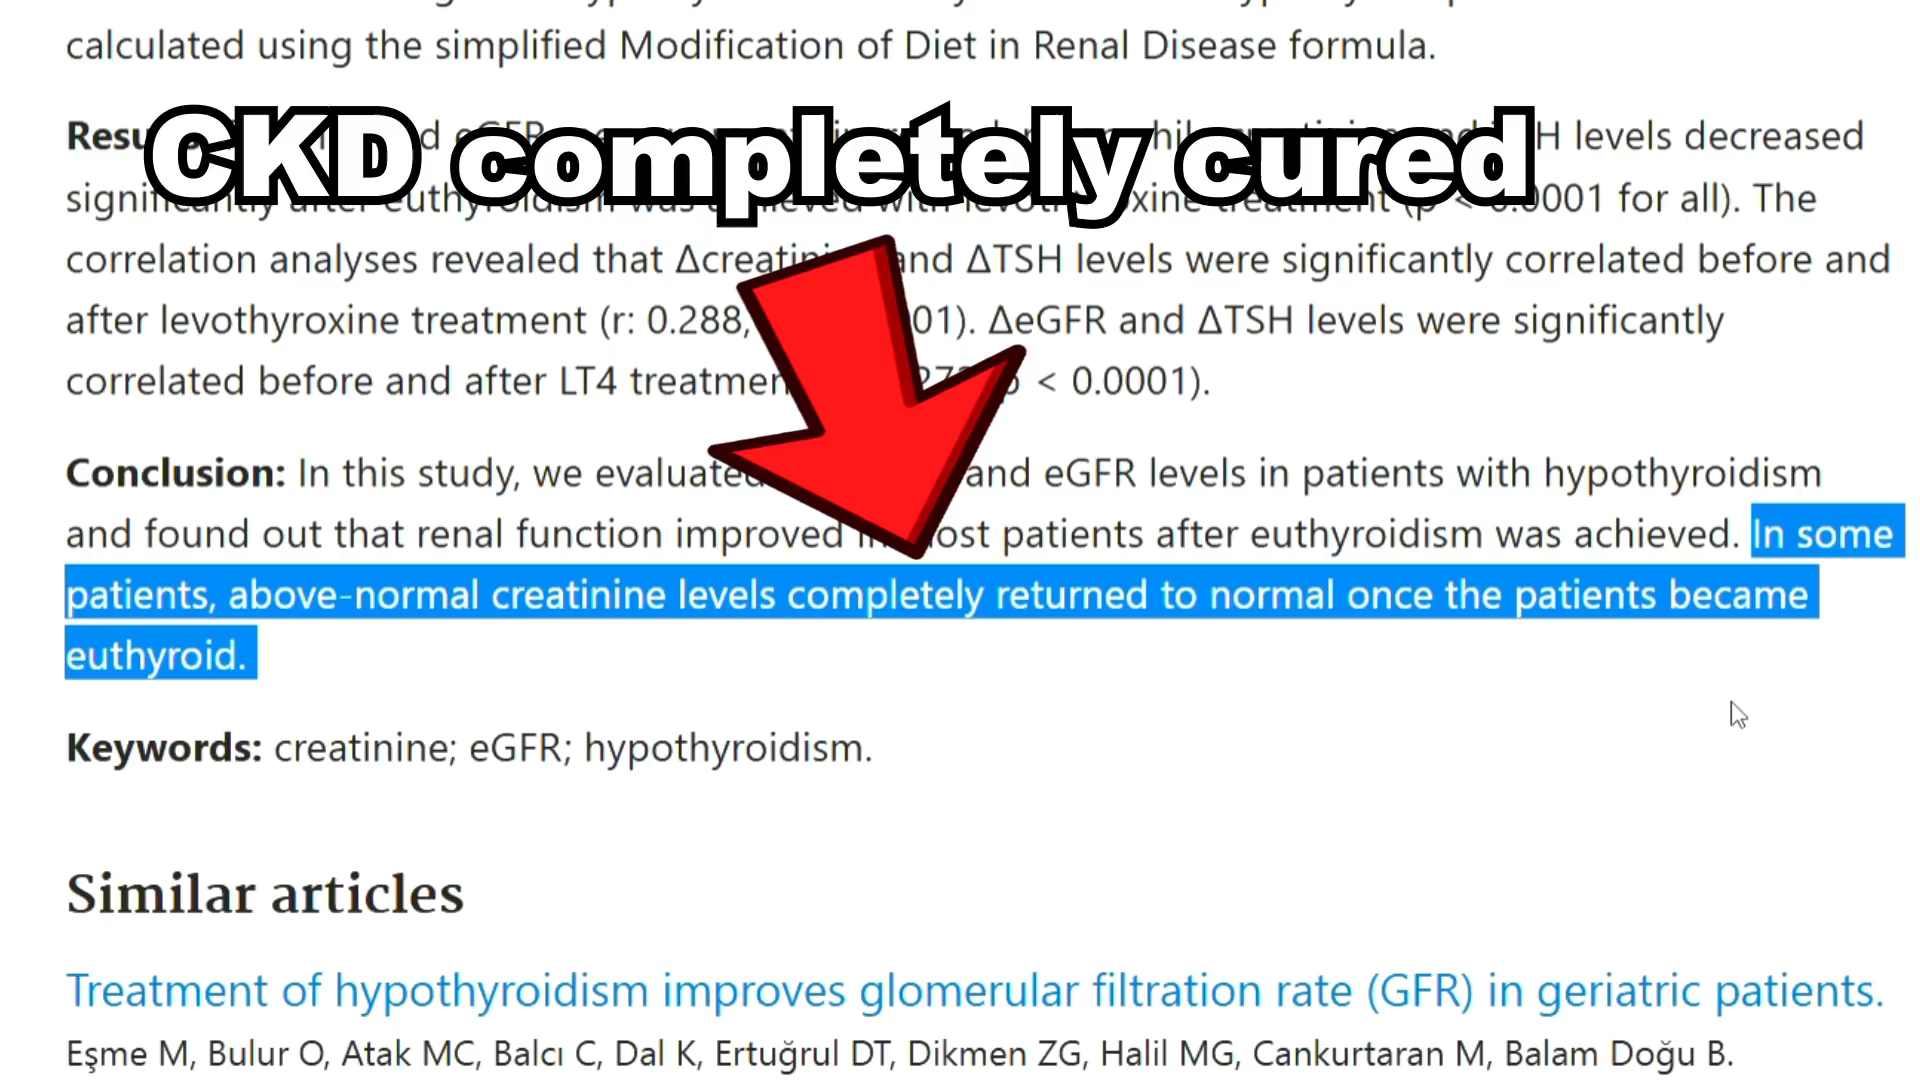 calculated using the simplified Modification of Diet in Renal Disease formula.
CKD completely cured
Resu H levels decreased
0001 for all). The
correlation analyses revealed that and ΔTSH levels were significantly correlated before and
after levothyroxine treatment (r: 0.288, 01). ΔeGFR and ΔTSH levels were significantly
correlated before and after LT4 < 0.0001).
Conclusion: In this study, we and eGFR levels in patients with hypothyroidism
and found out that renal function improved patients after euthyroidism was achieved. In some
patients, above-normal creatinine levels completely returned to normal once the patients became
euthyroid.
Keywords: creatinine; eGFR; hypothyroidism.
Similar articles
Treatment of hypothyroidism improves glomerular filtration rate (GFR) in geriatric patients.
Eşme M, Bulur O, Atak MC, Balcı C, Dal K, Ertuğrul DT, Dikmen ZG, Halil MG, Cankurtaran M, Balam Doğu B.